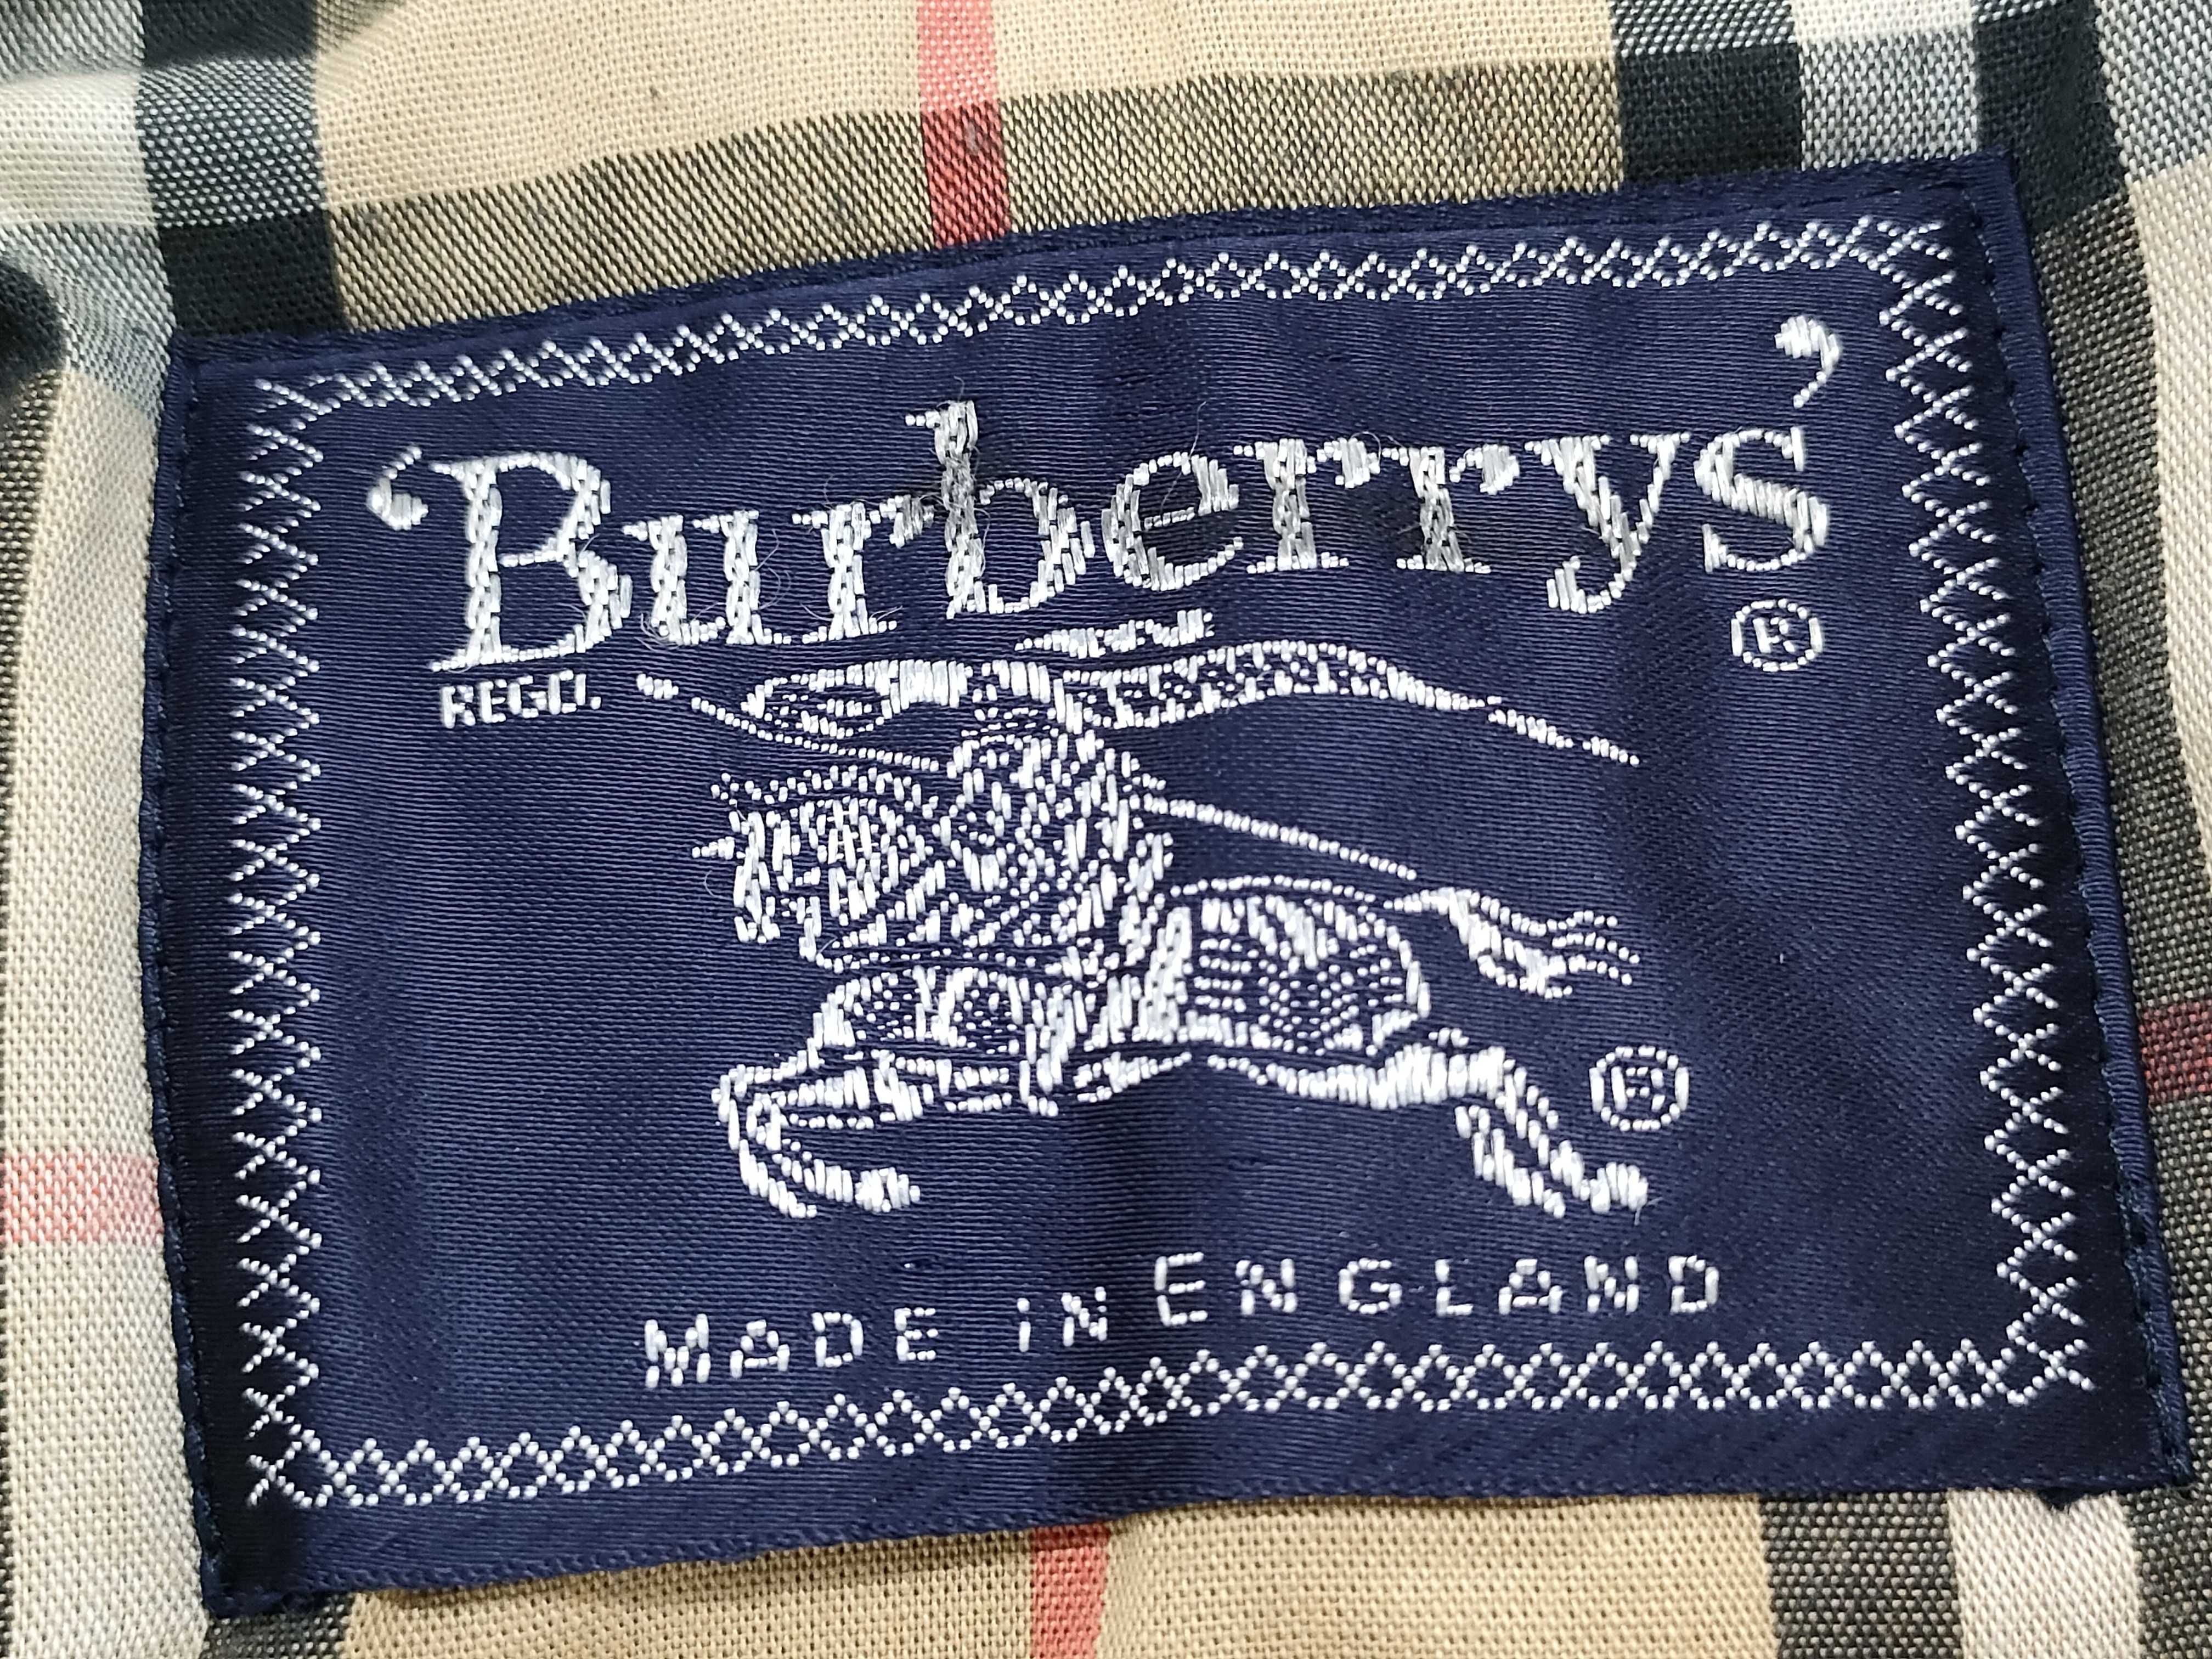 ‘Burberrys’
REGD. ®
®
MADE IN ENGLAND